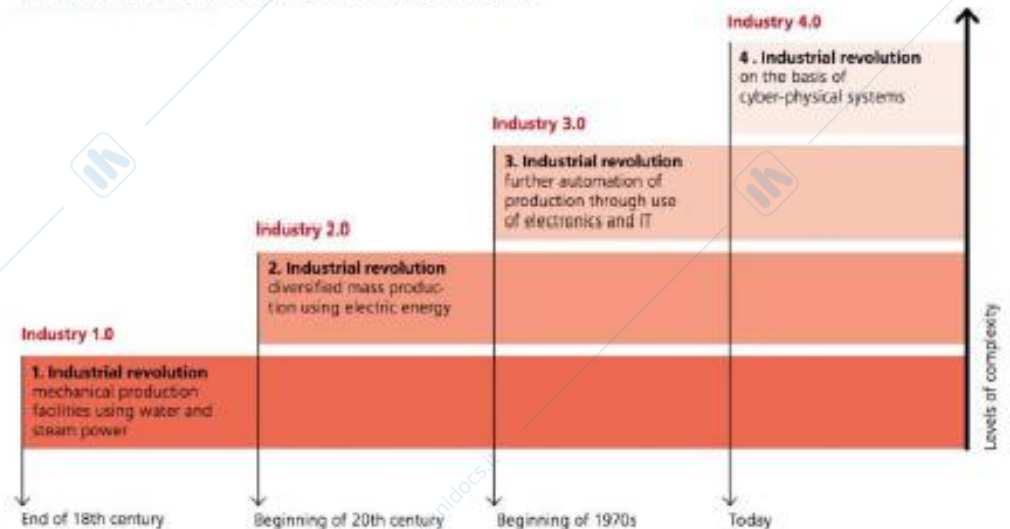 Industry 4.0
4. Industrial revolution
on the basis of
cyber-physical systems
Industry 3.0
3. Industrial revolution
further automation of
production through use
of electronics and IT
Industry 2.0
2. Industrial revolution
diversified mass produc-
tion using electric energy
Industry 1.0
1. Industrial revolution
mechanical production
facilities using water and
steam power
Levels of complexity
End of 18th century
Beginning of 20th century
Beginning of 1970s
Today